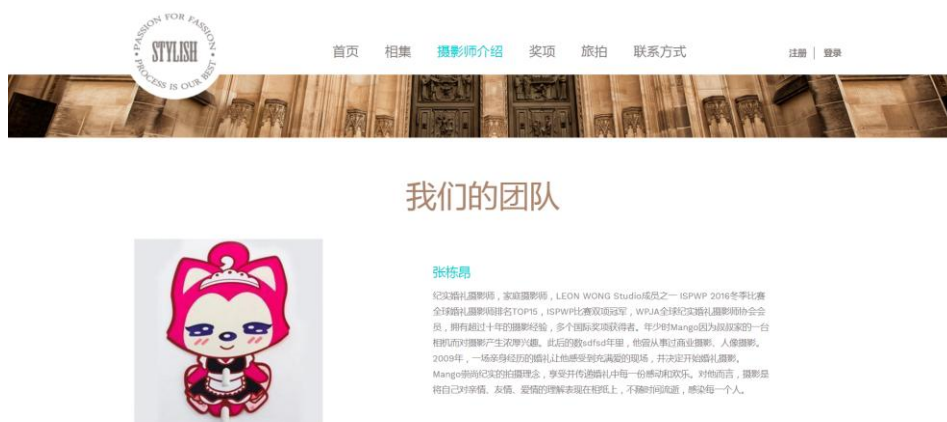 PASSION FOR FASSION
STYLISH
PROCESS IS OUR BEST
首页 相集 摄影师介绍 奖项 旅拍 联系方式 注册 | 登录
我们的团队
张栋昂
纪实婚礼摄影师，家庭摄影师，LEON WONG Studio成员之一 ISPWP 2016冬季比赛
全球婚礼摄影师排名TOP15，ISPWP比赛双项冠军，WPJA全球纪实婚礼摄影师协会会
员，拥有超过十年的摄影经验，多个国际奖项获得者。年少时Mango因为叔叔家的一台
相机而对摄影产生浓厚兴趣。此后的数sdfsd年里，他曾从事过商业摄影、人像摄影。
2009年，一场亲身经历的婚礼让他感受到充满爱的现场，并决定开始婚礼摄影。
Mango崇尚纪实的拍摄理念，享受并传递婚礼中每一份感动和欢乐。对他而言，摄影是
将自己对亲情、友情、爱情的理解表现在相纸上，不随时间流逝，感染每一个人。